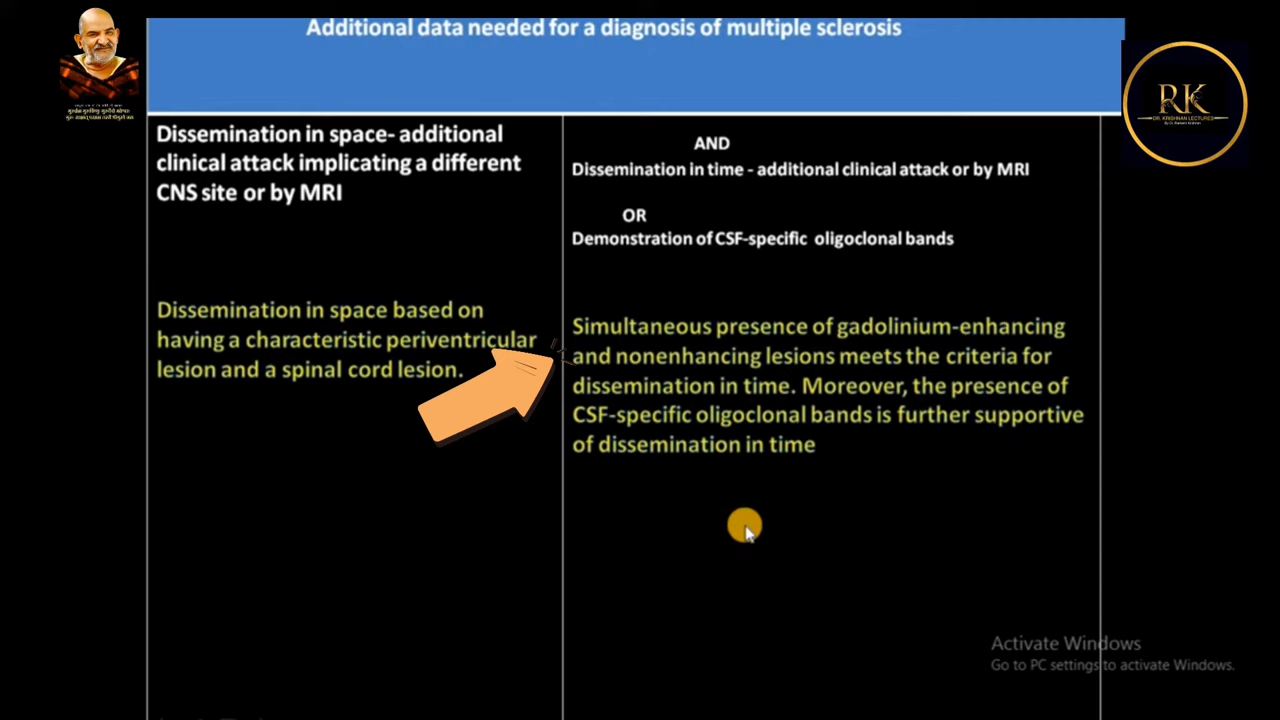 Additional data needed for a diagnosis of multiple sclerosis
RK
DR. KRISHNAN LECTURES
Dissemination in space- additional
clinical attack implicating a different
CNS site or by MRI
AND
Dissemination in time - additional clinical attack or by MRI
OR
Demonstration of CSF-specific oligoclonal bands
Dissemination in space based on
having a characteristic periventricular
lesion and a spinal cord lesion.
Simultaneous presence of gadolinium-enhancing
and nonenhancing lesions meets the criteria for
dissemination in time. Moreover, the presence of
CSF-specific oligoclonal bands is further supportive
of dissemination in time
Activate Windows
Go to PC settings to activate Windows.